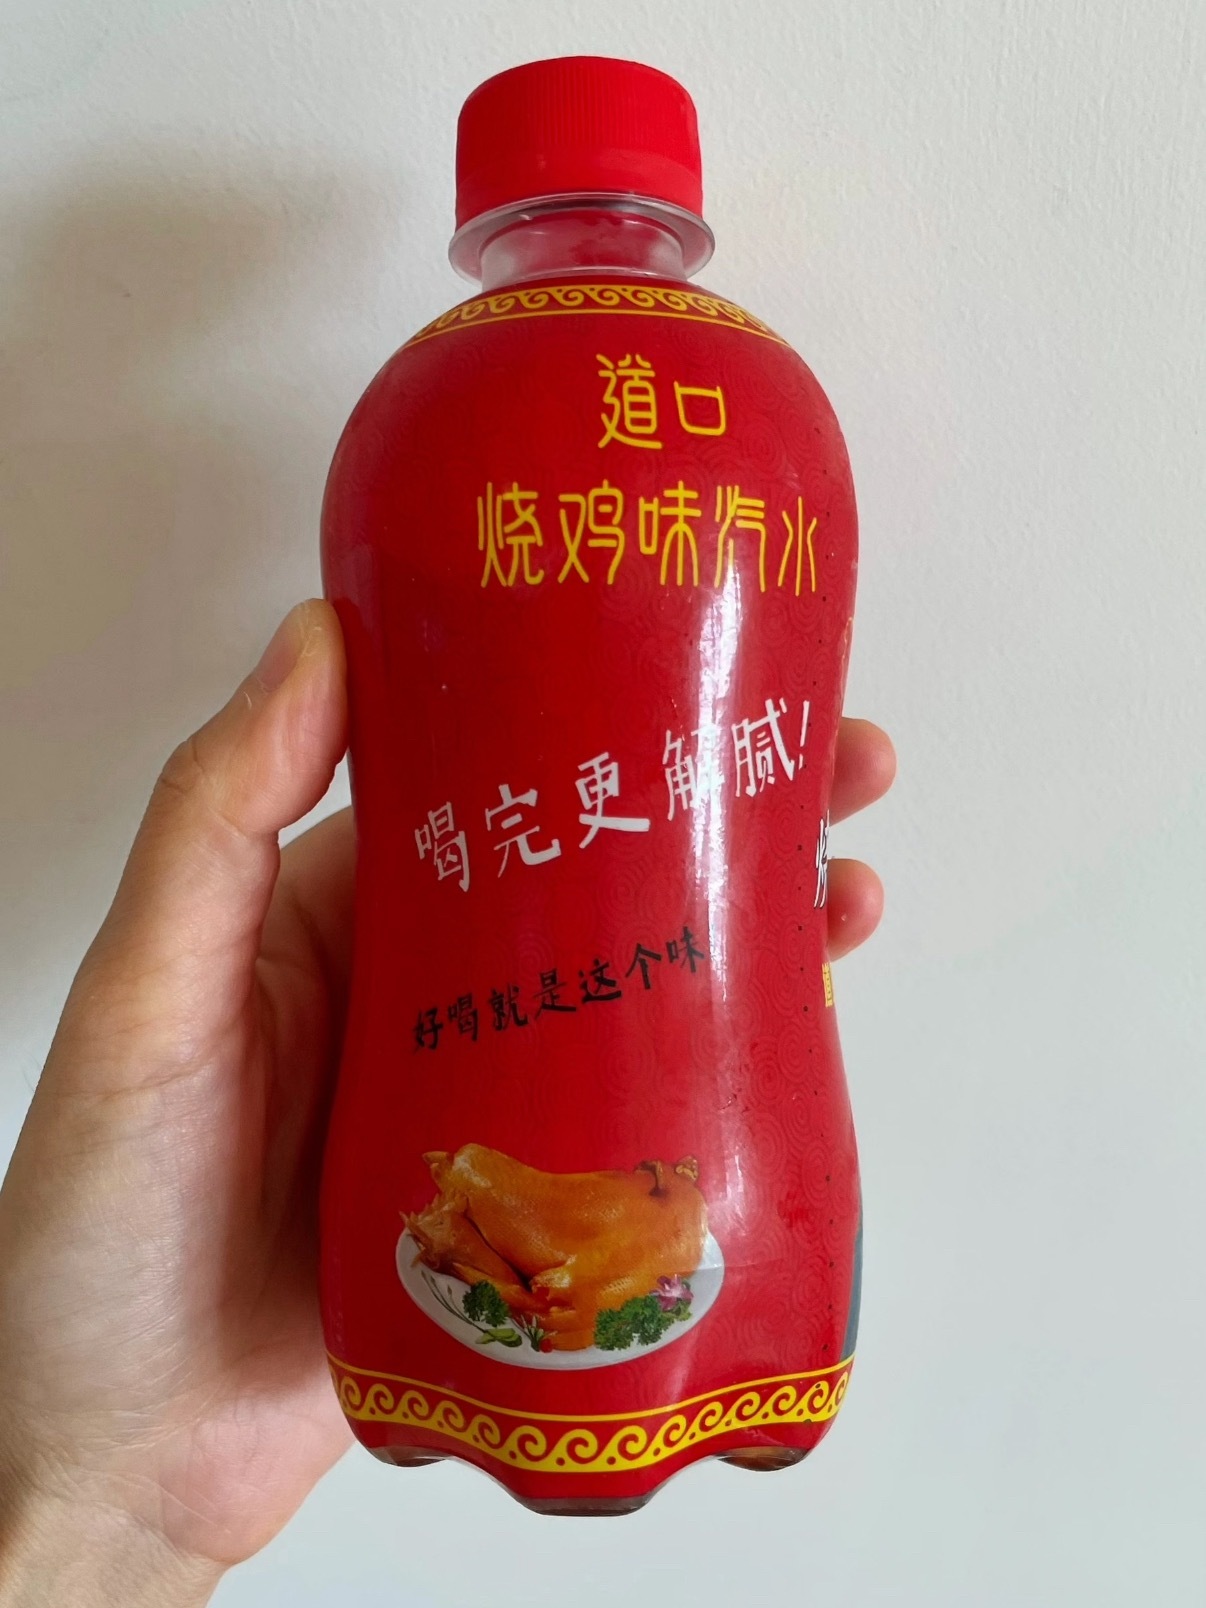 道口
烧鸡味汽水
喝完更解腻!
好喝就是这个味